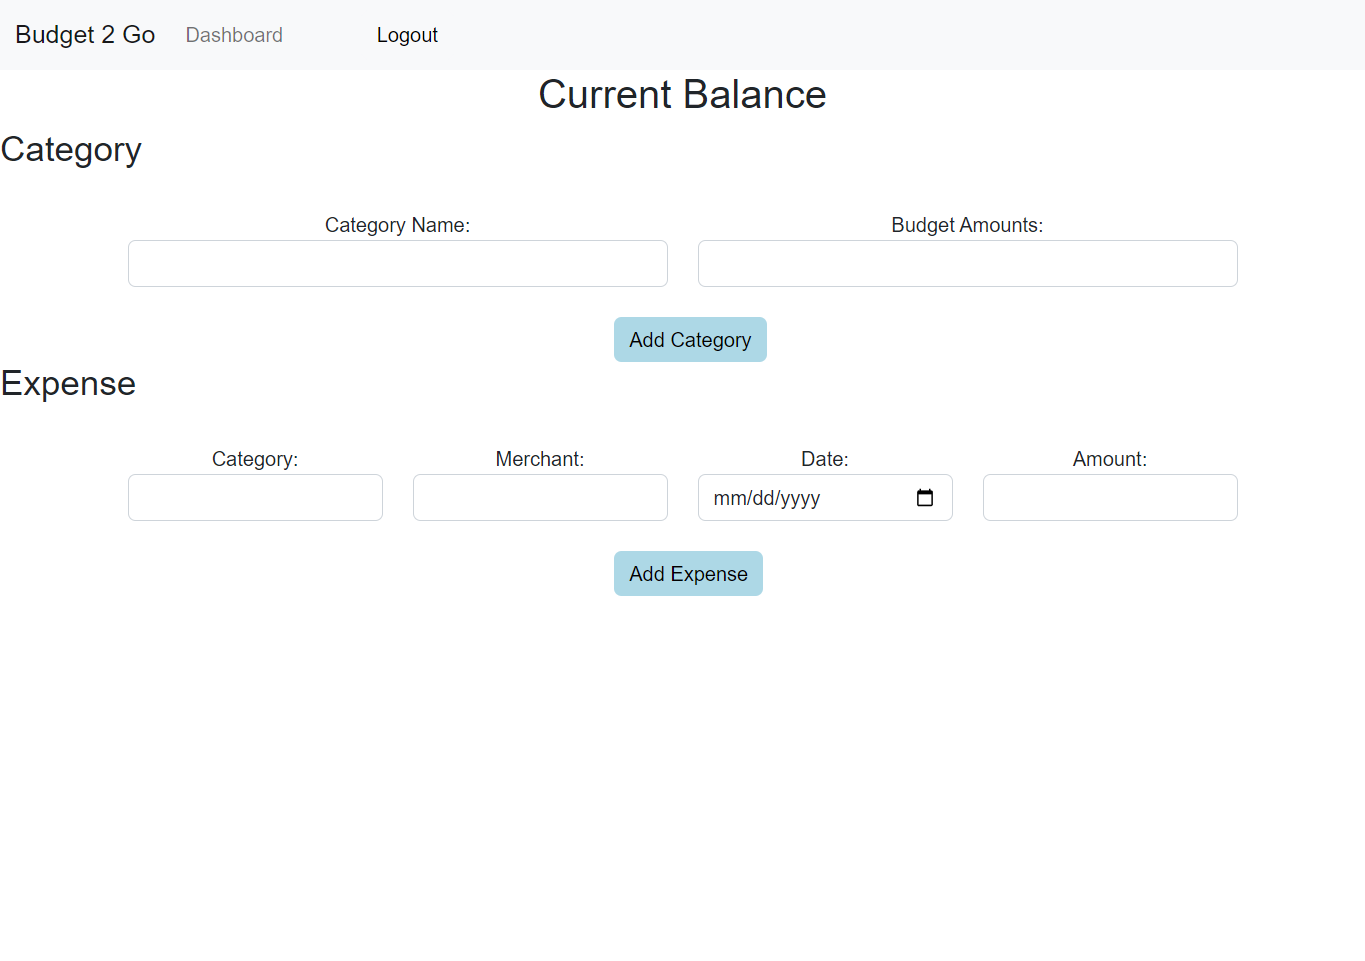 Budget 2 Go Dashboard Logout
Current Balance
Category
Category Name: Budget Amounts:
Add Category
Expense
Category: Merchant: Date: Amount:
mm/dd/yyyy
Add Expense